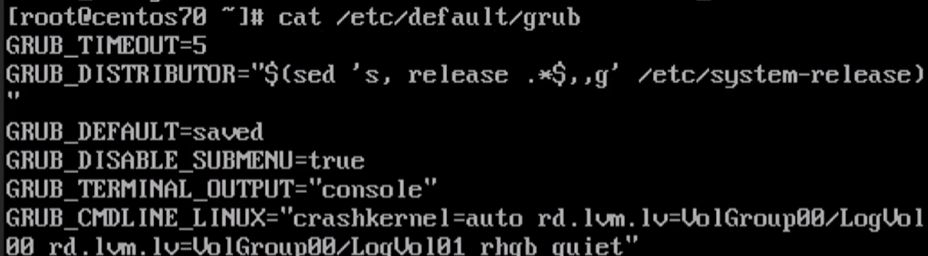 [root@centos70 ~]# cat /etc/default/grub
GRUB_TIMEOUT=5
GRUB_DISTRIBUTOR="$(sed 's, release .*$,,g' /etc/system-release)
"
GRUB_DEFAULT=saved
GRUB_DISABLE_SUBMENU=true
GRUB_TERMINAL_OUTPUT="console"
GRUB_CMDLINE_LINUX="crashkernel=auto rd.lvm.lv=VolGroup00/LogVol
00 rd.lvm.lv=VolGroup00/LogVol01 rhgb quiet"